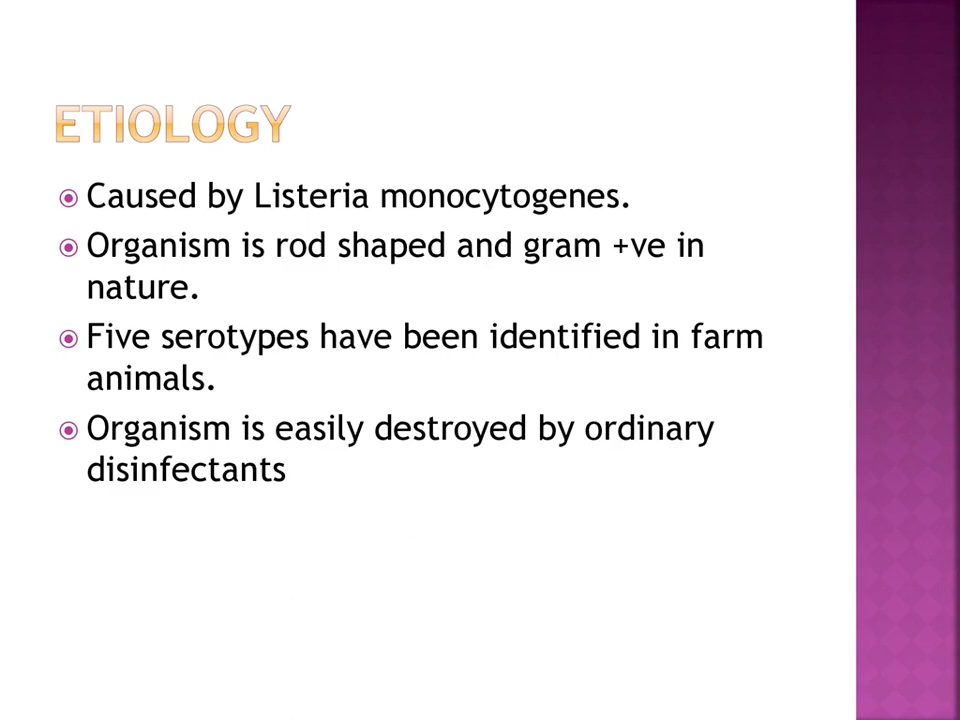 ETIOLOGY
Caused by Listeria monocytogenes.
Organism is rod shaped and gram +ve in
nature.
Five serotypes have been identified in farm
animals.
Organism is easily destroyed by ordinary
disinfectants